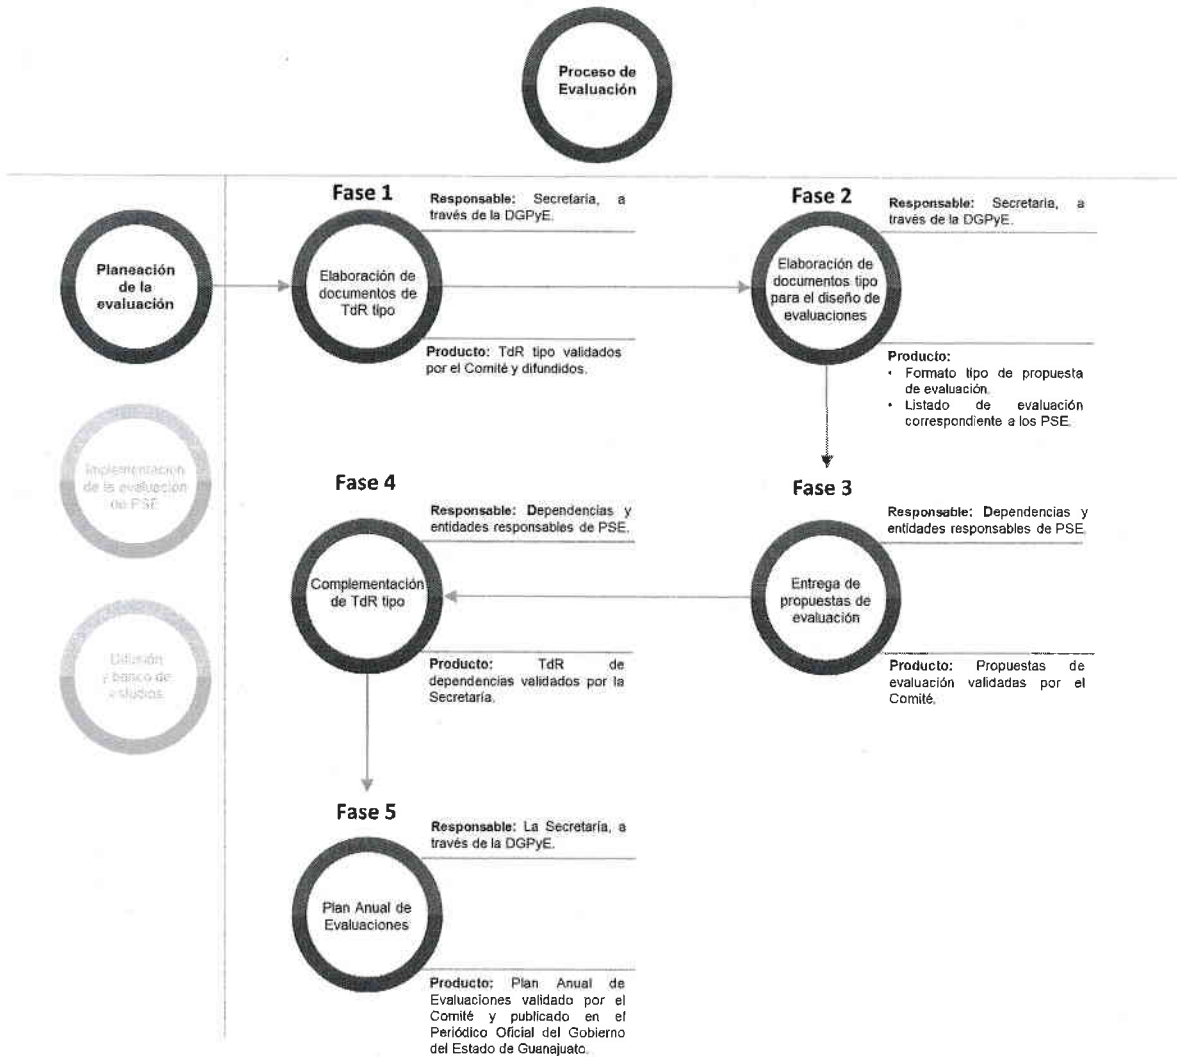 Proceso de
Evaluación
Planeación
de la
evaluación
Implementación
de la evaluación
de PSE
Difusión
y banco de
estudios
Fase 1
Responsable: Secretaría, a
través de la DGPyE.
Elaboración de
documentos de
TdR tipo
Producto: TdR tipo validados
por el Comité y difundidos.
Fase 2
Responsable: Secretaria, a
través de la DGPyE.
Elaboración de
documentos tipo
para el diseño de
evaluaciones
Producto:
• Formato tipo de propuesta
de evaluación.
• Listado de evaluación
correspondiente a los PSE.
Fase 3
Responsable: Dependencias y
entidades responsables de PSE.
Entrega de
propuestas de
evaluación
Producto: Propuestas de
evaluación validadas por el
Comité.
Fase 4
Responsable: Dependencias y
entidades responsables de PSE.
Complementación
de TdR tipo
Producto: TdR de
dependencias validados por la
Secretaría.
Fase 5
Responsable: La Secretaría, a
través de la DGPyE.
Plan Anual de
Evaluaciones
Producto: Plan Anual de
Evaluaciones validado por el
Comité y publicado en el
Periódico Oficial del Gobierno
del Estado de Guanajuato.